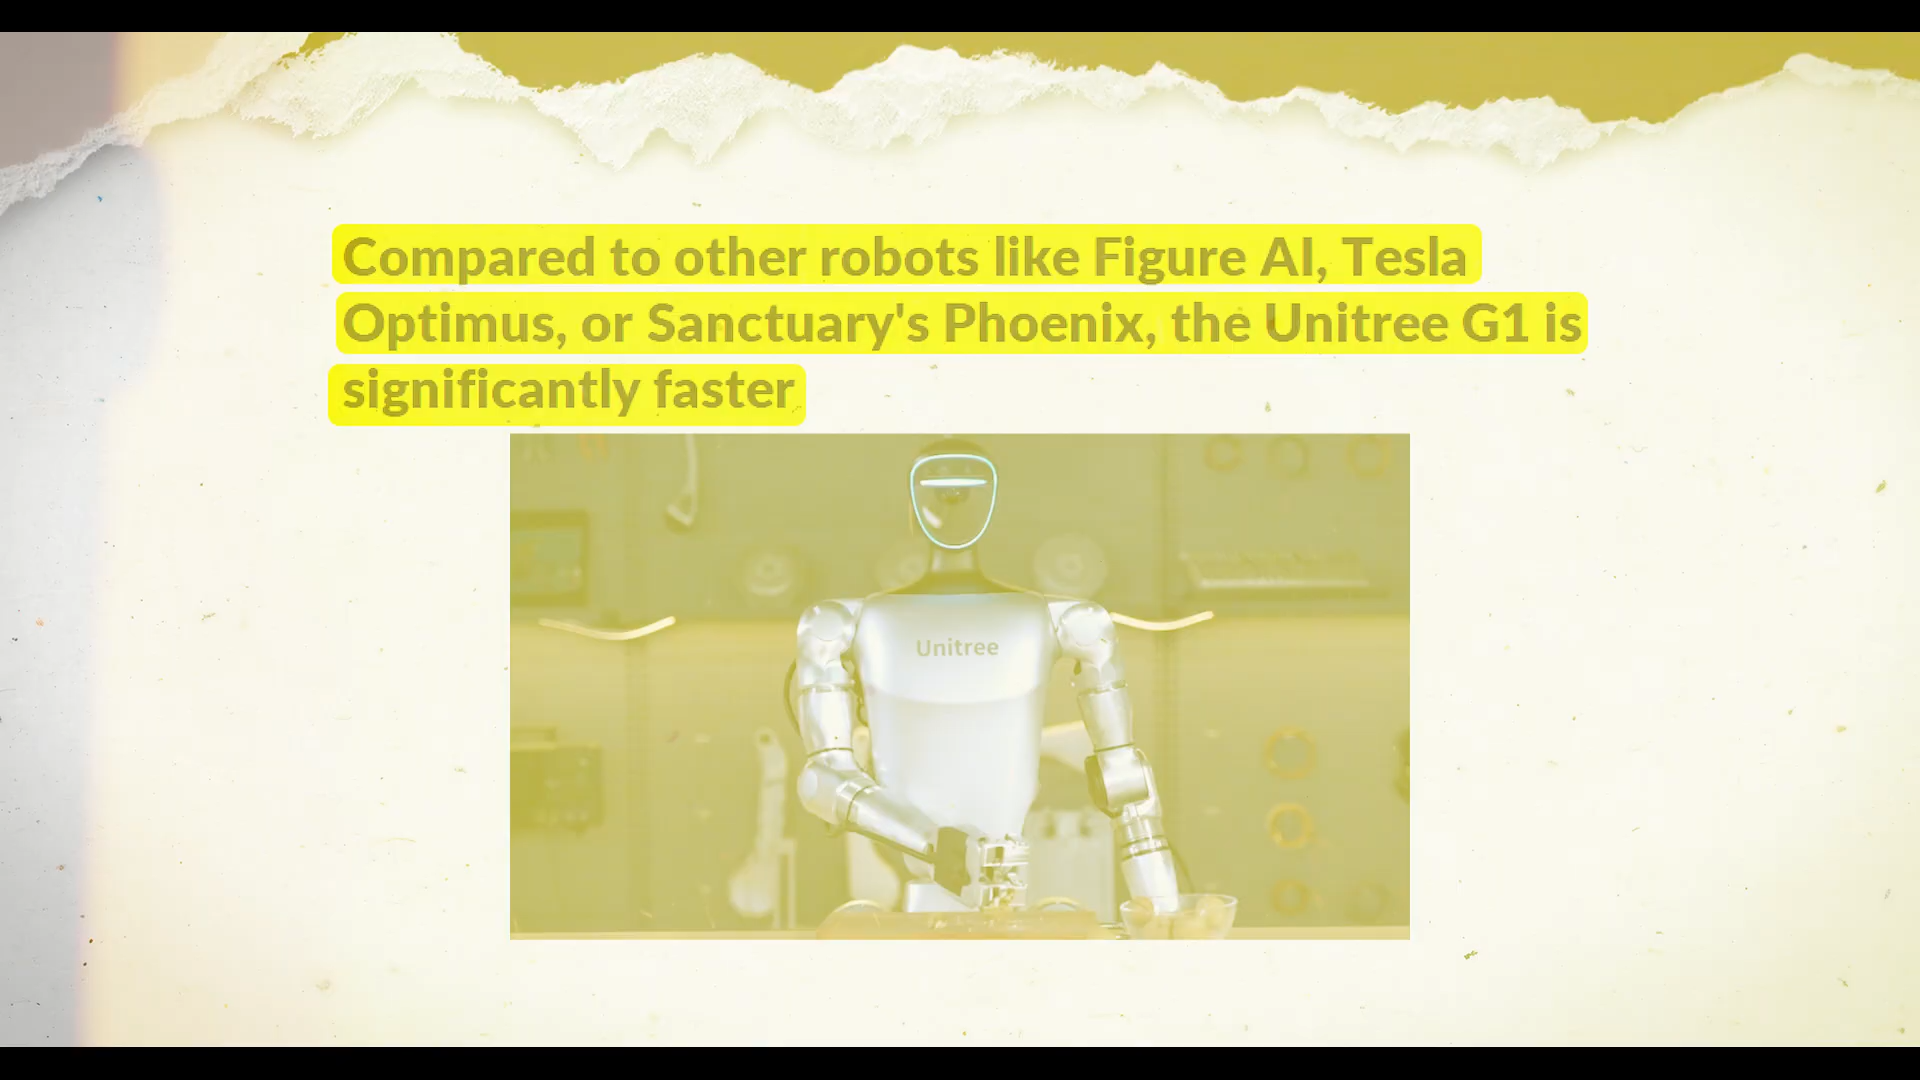 Compared to other robots like Figure AI, Tesla
Optimus, or Sanctuary's Phoenix, the Unitree G1 is
significantly faster
Unitree